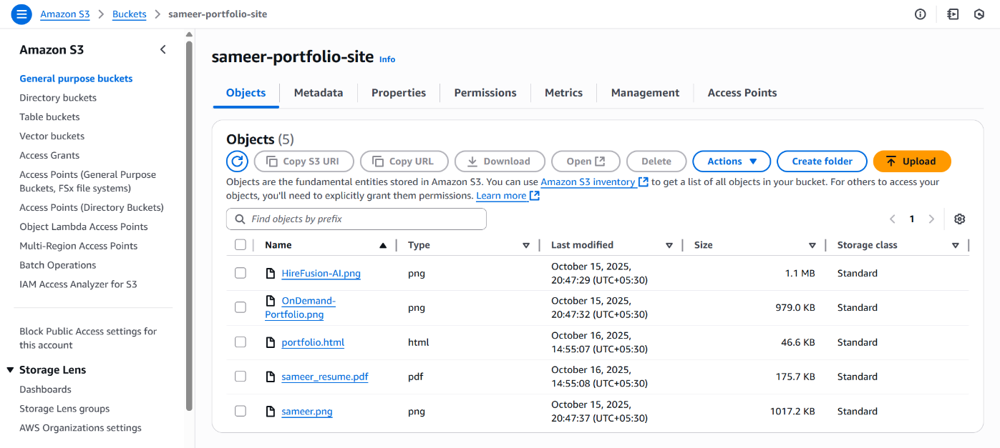 Amazon S3 > Buckets > sameer-portfolio-site
Amazon S3
General purpose buckets
Directory buckets
Table buckets
Vector buckets
Access Grants
Access Points (General Purpose
Buckets, FSx file systems)
Access Points (Directory Buckets)
Object Lambda Access Points
Multi-Region Access Points
Batch Operations
IAM Access Analyzer for S3
Block Public Access settings for
this account
Storage Lens
Dashboards
Storage Lens groups
AWS Organizations settings
sameer-portfolio-site Info
Objects Metadata Properties Permissions Metrics Management Access Points
Objects (5)
Copy S3 URI Copy URL Download Open Delete Actions Create folder Upload
Objects are the fundamental entities stored in Amazon S3. You can use Amazon S3 inventory to get a list of all objects in your bucket. For others to access your
objects, you'll need to explicitly grant them permissions. Learn more
Find objects by prefix
1
Name Type Last modified Size Storage class
HireFusion-AI.png png October 15, 2025, 1.1 MB Standard
20:47:29 (UTC+05:30)
OnDemand- png October 15, 2025, 979.0 KB Standard
Portfolio.png 20:47:32 (UTC+05:30)
portfolio.html html October 16, 2025, 46.6 KB Standard
14:55:07 (UTC+05:30)
sameer_resume.pdf pdf October 16, 2025, 175.7 KB Standard
14:55:08 (UTC+05:30)
sameer.png png October 15, 2025, 1017.2 KB Standard
20:47:37 (UTC+05:30)